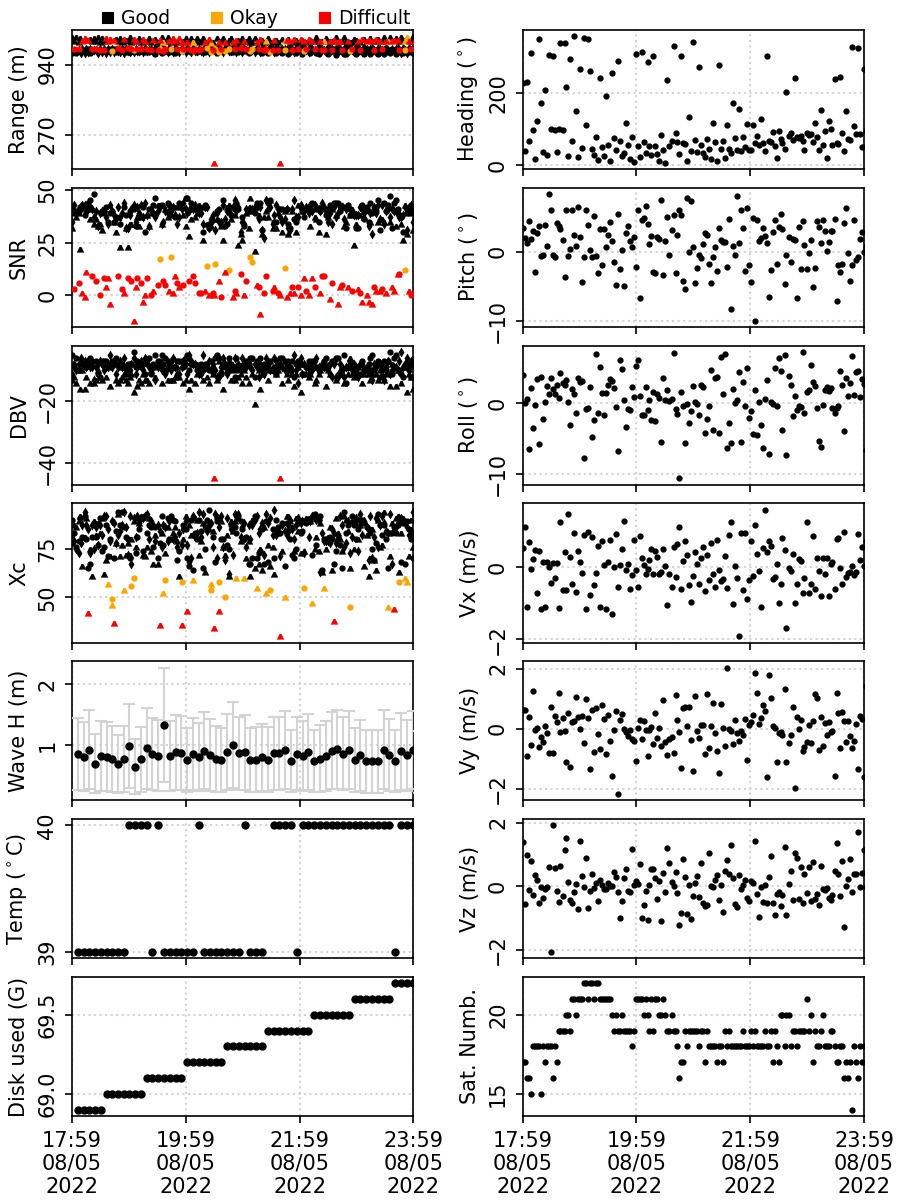 Good Okay Difficult
Range (m)
940
270
Heading (°)
200
0
SNR
50
25
0
Pitch (°)
0
−10
DBV
−20
−40
Roll (°)
0
−10
Xc
75
50
Vx (m/s)
0
−2
Wave H (m)
2
1
Vy (m/s)
2
0
−2
Temp (°C)
40
39
Vz (m/s)
2
0
−2
Disk used (G)
69.5
69.0
Sat. Numb.
20
15
17:59 19:59 21:59 23:59 17:59 19:59 21:59 23:59
08/05 08/05 08/05 08/05 08/05 08/05 08/05 08/05
2022 2022 2022 2022 2022 2022 2022 2022